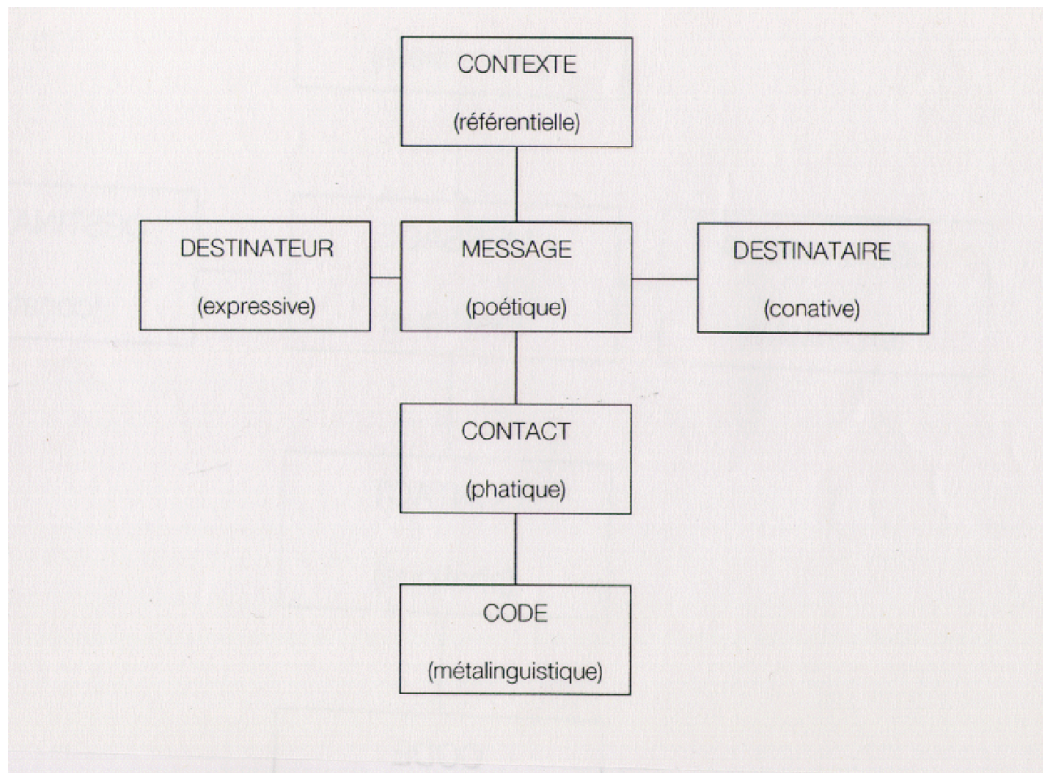 CONTEXTE
(référentielle)
DESTINATEUR
(expressive)
MESSAGE
(poétique)
DESTINATAIRE
(conative)
CONTACT
(phatique)
CODE
(métalinguistique)